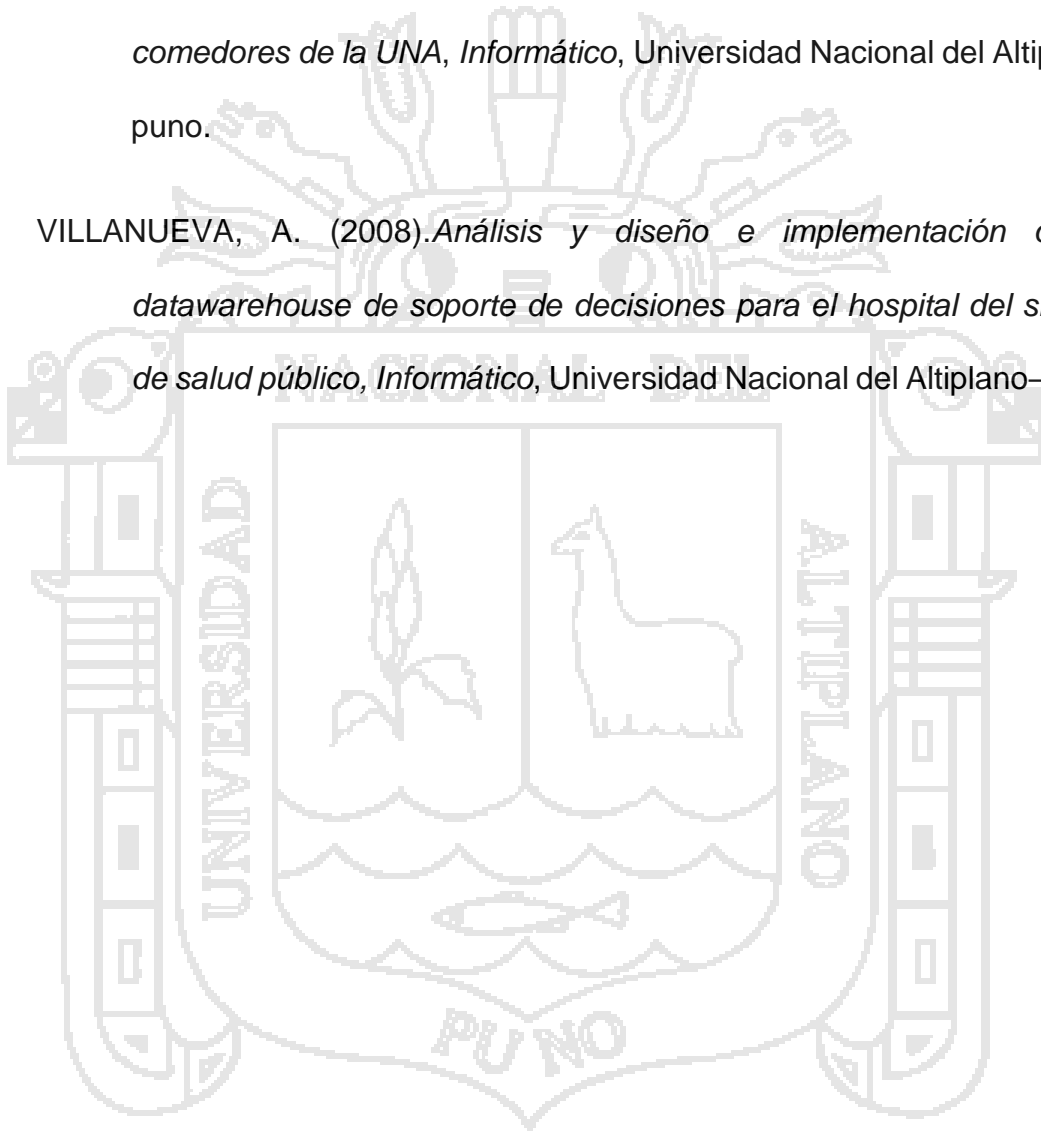 comedores de la UNA, Informático, Universidad Nacional del
puno.
VILLANUEVA, A. (2008).Análisis y diseño e implementación
datawarehouse de soporte de decisiones para el hospital del
de salud público, Informático, Universidad Nacional del Altiplano–
NACIONAL DEL
UNIVERSIDAD
ALTIPLANO
PUNO